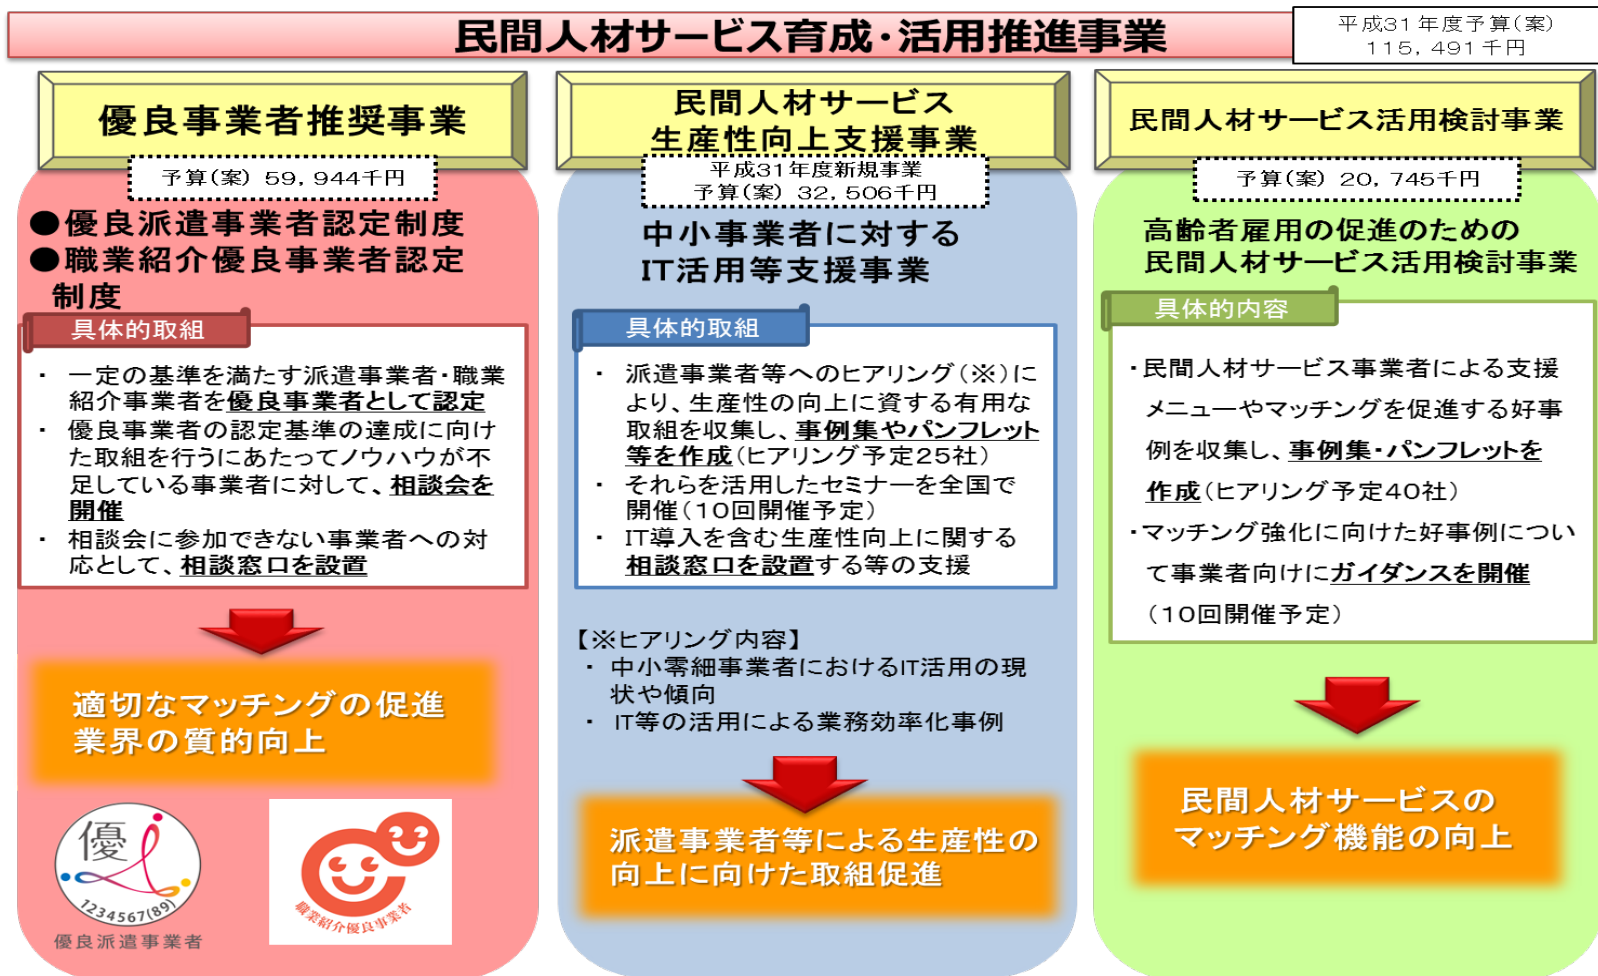 民間人材サービス育成・活用推進事業
平成31年度予算(案)
115,491千円
優良事業者推奨事業
予算(案) 59,944千円
●優良派遣事業者認定制度
●職業紹介優良事業者認定
制度
具体的取組
・ 一定の基準を満たす派遣事業者・職業
紹介事業者を優良事業者として認定
・ 優良事業者の認定基準の達成に向け
た取組を行うにあたってノウハウが不
足している事業者に対して、相談会を
開催
・ 相談会に参加できない事業者への対
応として、相談窓口を設置
適切なマッチングの促進
業界の質的向上
優
1234567(89)
優良派遣事業者
職業紹介優良事業者
民間人材サービス
生産性向上支援事業
平成31年度新規事業
予算(案) 32,506千円
中小事業者に対する
IT活用等支援事業
具体的取組
・ 派遣事業者等へのヒアリング(※)に
より、生産性の向上に資する有用な
取組を収集し、事例集やパンフレット
等を作成(ヒアリング予定25社)
・ それらを活用したセミナーを全国で
開催(10回開催予定)
・ IT導入を含む生産性向上に関する
相談窓口を設置する等の支援
【※ヒアリング内容】
・ 中小零細事業者におけるIT活用の現
状や傾向
・ IT等の活用による業務効率化事例
派遣事業者等による生産性の
向上に向けた取組促進
民間人材サービス活用検討事業
予算(案) 20,745千円
高齢者雇用の促進のための
民間人材サービス活用検討事業
具体的内容
・民間人材サービス事業者による支援
メニューやマッチングを促進する好事
例を収集し、事例集・パンフレットを
作成(ヒアリング予定40社)
・マッチング強化に向けた好事例につい
て事業者向けにガイダンスを開催
(10回開催予定)
民間人材サービスの
マッチング機能の向上